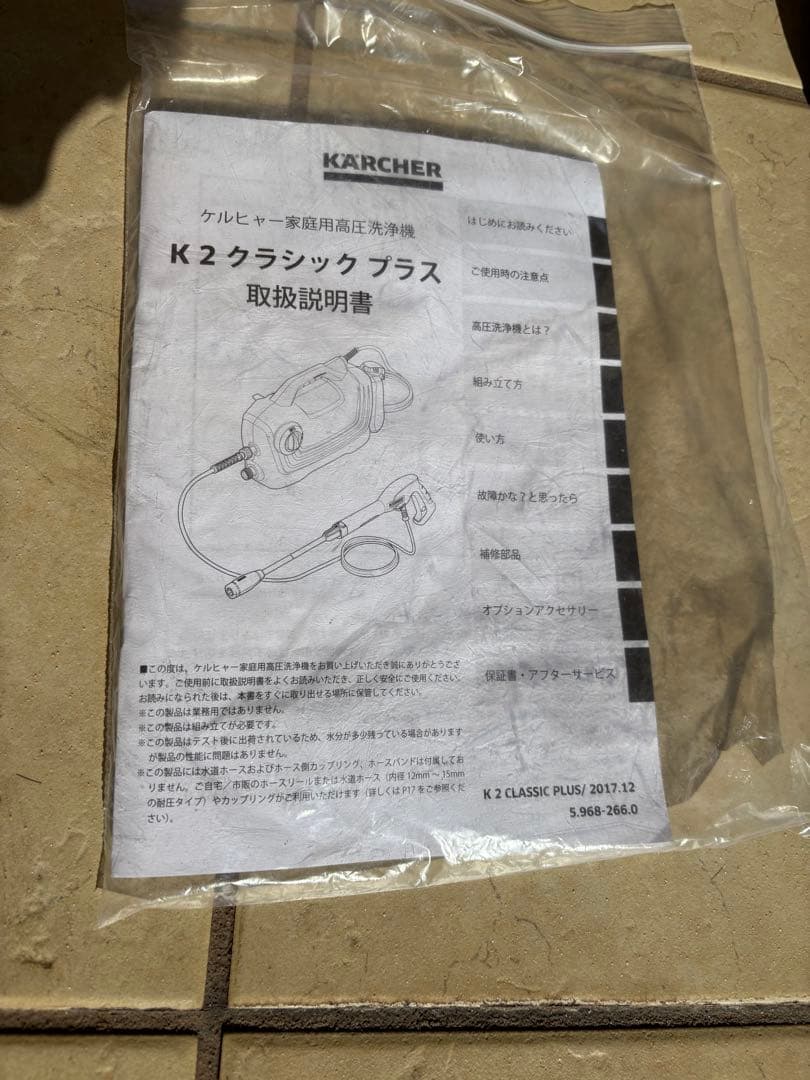 KÄRCHER
ケルヒャー家庭用高圧洗浄機
K 2 クラシック プラス
取扱説明書
はじめにお読みください
ご使用時の注意点
高圧洗浄機とは？
組み立て方
使い方
故障かな？と思ったら
補修部品
オプションアクセサリー
保証書・アフターサービス
■この度は、ケルヒャー家庭用高圧洗浄機をお買い上げいただき誠にありがとうござ
います。ご使用前に取扱説明書をよくお読みいただき、正しく安全にご使用ください。
お読みになられた後は、本書をすぐに取り出せる場所に保管してください。
※この製品は業務用ではありません。
※この製品は組み立てが必要です。
※この製品はテスト後に出荷されているため、水分が多少残っている場合があります
が製品の性能に問題はありません。
※この製品には水道ホースおよびホース側カップリング、ホースバンドは付属してお
りません。ご自宅／市販のホースリールまたは水道ホース（内径 12mm 〜 15mm
の耐圧タイプ）やカップリングがご利用いただけます（詳しくは P17 をご参照くだ
さい）。
K 2 CLASSIC PLUS/ 2017.12
5.968-266.0